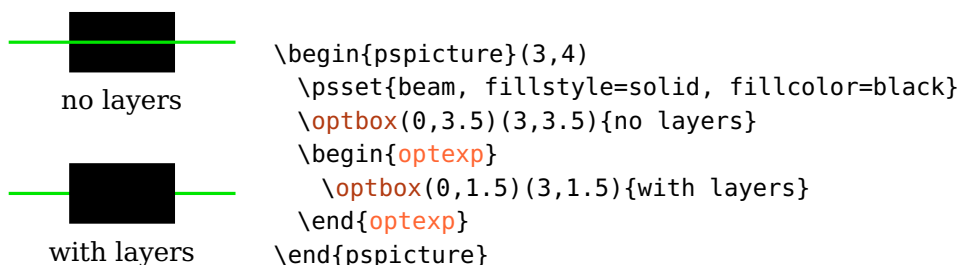 no layers
with layers
\begin{pspicture}(3,4)
  \psset{beam, fillstyle=solid, fillcolor=black}
  \optbox(0,3.5)(3,3.5){no layers}
  \begin{optexp}
    \optbox(0,1.5)(3,1.5){with layers}
  \end{optexp}
\end{pspicture}